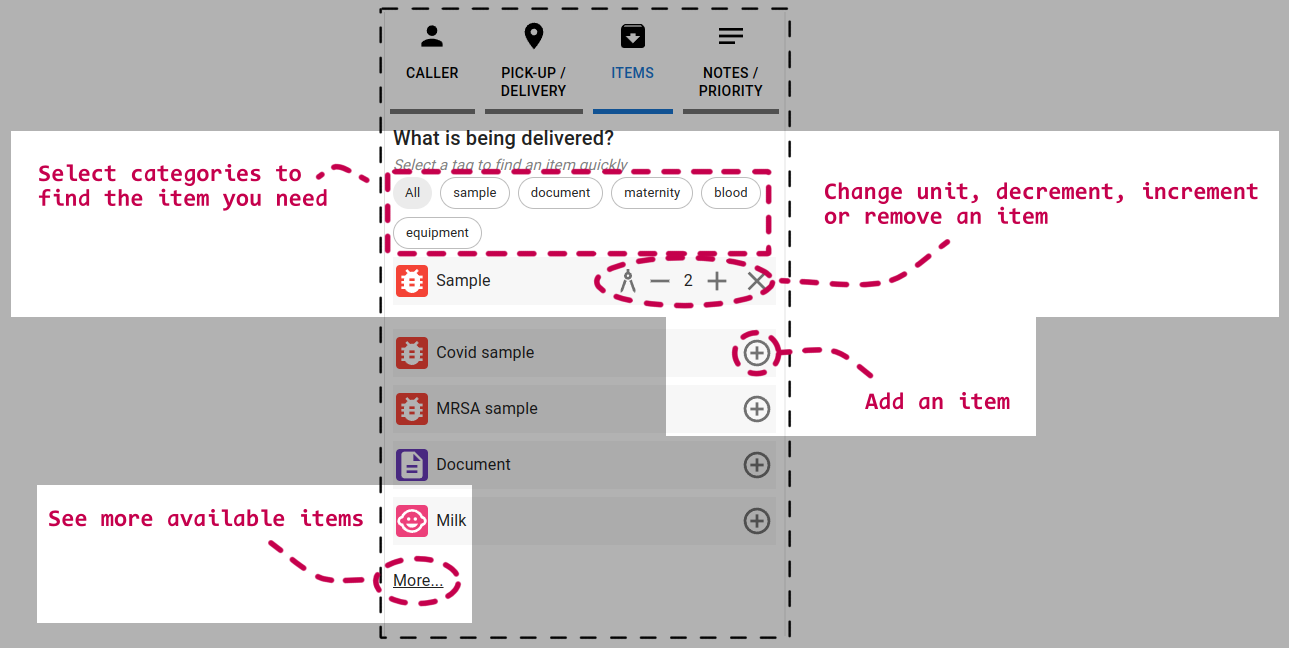 CALLER
PICK-UP /
DELIVERY
ITEMS
NOTES /
PRIORITY
What is being delivered?
Select a tag to find an item quickly
All
sample
document
maternity
blood
equipment
Select categories to
find the item you need
Change unit, decrement, increment
or remove an item
Sample
2
Covid sample
Add an item
MRSA sample
Document
See more available items
Milk
More...